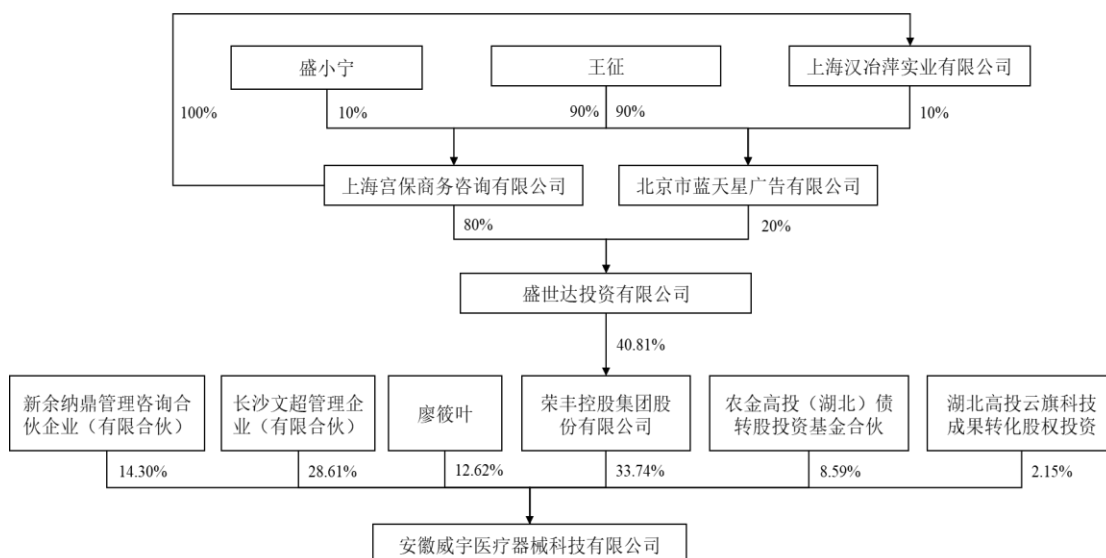 盛小宁
王征
上海汉冶萍实业有限公司
100%
10%
90%
90%
10%
上海宫保商务咨询有限公司
北京市蓝天星广告有限公司
80%
20%
盛世达投资有限公司
40.81%
新余纳鼎管理咨询合
伙企业（有限合伙）
长沙文超管理企
业（有限合伙）
廖筱叶
荣丰控股集团股
份有限公司
农金高投（湖北）债
转股投资基金合伙
湖北高投云旗科技
成果转化股权投资
14.30%
28.61%
12.62%
33.74%
8.59%
2.15%
安徽威宇医疗器械科技有限公司